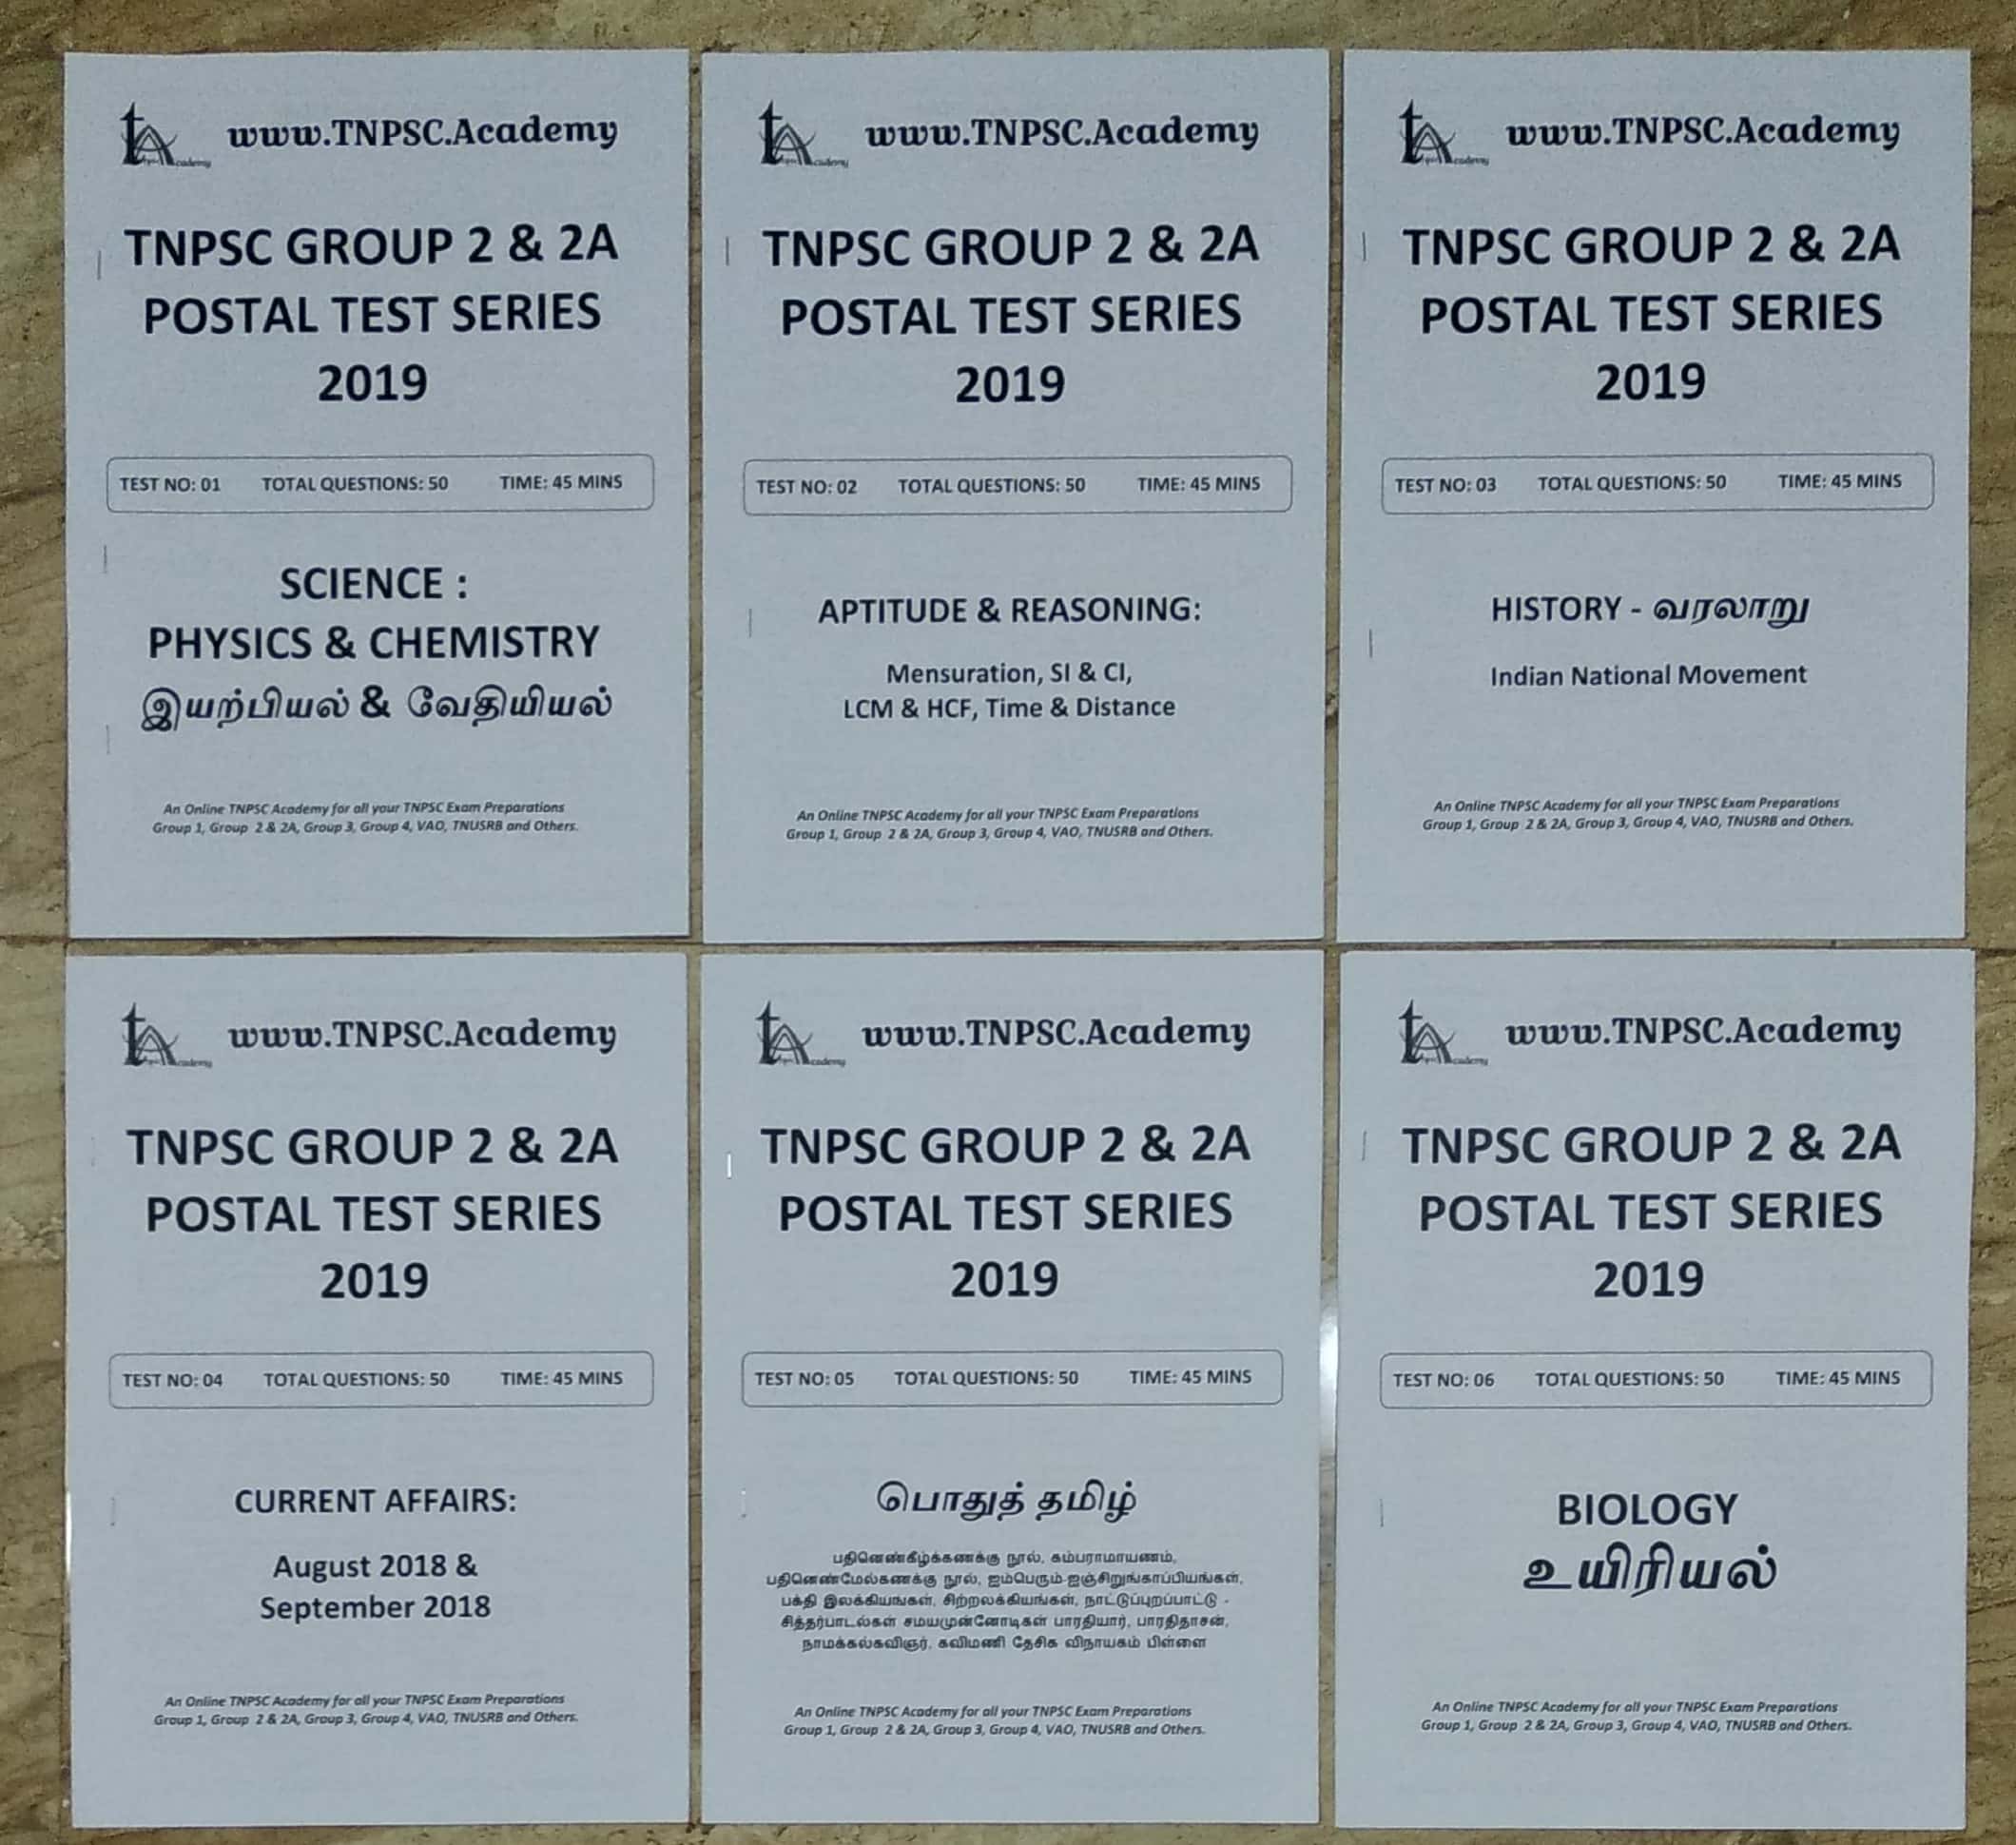 www.TNPSC.Academy
TNPSC GROUP 2 & 2A
POSTAL TEST SERIES
2019
TEST NO: 01 TOTAL QUESTIONS: 50 TIME: 45 MINS
SCIENCE :
PHYSICS & CHEMISTRY
இயற்பியல் & வேதியியல்
An Online TNPSC Academy for all your TNPSC Exam Preparations
Group 1, Group 2 & 2A, Group 3, Group 4, VAO, TNUSRB and Others.
www.TNPSC.Academy
TNPSC GROUP 2 & 2A
POSTAL TEST SERIES
2019
TEST NO: 02 TOTAL QUESTIONS: 50 TIME: 45 MINS
APTITUDE & REASONING:
Mensuration, SI & CI,
LCM & HCF, Time & Distance
An Online TNPSC Academy for all your TNPSC Exam Preparations
Group 1, Group 2 & 2A, Group 3, Group 4, VAO, TNUSRB and Others.
www.TNPSC.Academy
TNPSC GROUP 2 & 2A
POSTAL TEST SERIES
2019
TEST NO: 03 TOTAL QUESTIONS: 50 TIME: 45 MINS
HISTORY - வரலாறு
Indian National Movement
An Online TNPSC Academy for all your TNPSC Exam Preparations
Group 1, Group 2 & 2A, Group 3, Group 4, VAO, TNUSRB and Others.
www.TNPSC.Academy
TNPSC GROUP 2 & 2A
POSTAL TEST SERIES
2019
TEST NO: 04 TOTAL QUESTIONS: 50 TIME: 45 MINS
CURRENT AFFAIRS:
August 2018 &
September 2018
An Online TNPSC Academy for all your TNPSC Exam Preparations
Group 1, Group 2 & 2A, Group 3, Group 4, VAO, TNUSRB and Others.
www.TNPSC.Academy
TNPSC GROUP 2 & 2A
POSTAL TEST SERIES
2019
TEST NO: 05 TOTAL QUESTIONS: 50 TIME: 45 MINS
பொதுத் தமிழ்
பதினெண்கீழ்க்கணக்கு நூல், கம்பராமாயணம்,
பதினெண்மேல்கணக்கு நூல், ஐம்பெரும்-ஐஞ்சிறுங்காப்பியங்கள்,
பக்தி இலக்கியங்கள், சிற்றலக்கியங்கள், நாட்டுப்புறப்பாட்டு -
சித்தர்பாடல்கள் சமயமுன்னோடிகள் பாரதியார், பாரதிதாசன்,
நாமக்கல்கவிஞர், கவிமணி தேசிக விநாயகம் பிள்ளை
An Online TNPSC Academy for all your TNPSC Exam Preparations
Group 1, Group 2 & 2A, Group 3, Group 4, VAO, TNUSRB and Others.
www.TNPSC.Academy
TNPSC GROUP 2 & 2A
POSTAL TEST SERIES
2019
TEST NO: 06 TOTAL QUESTIONS: 50 TIME: 45 MINS
BIOLOGY
உயிரியல்
An Online TNPSC Academy for all your TNPSC Exam Preparations
Group 1, Group 2 & 2A, Group 3, Group 4, VAO, TNUSRB and Others.